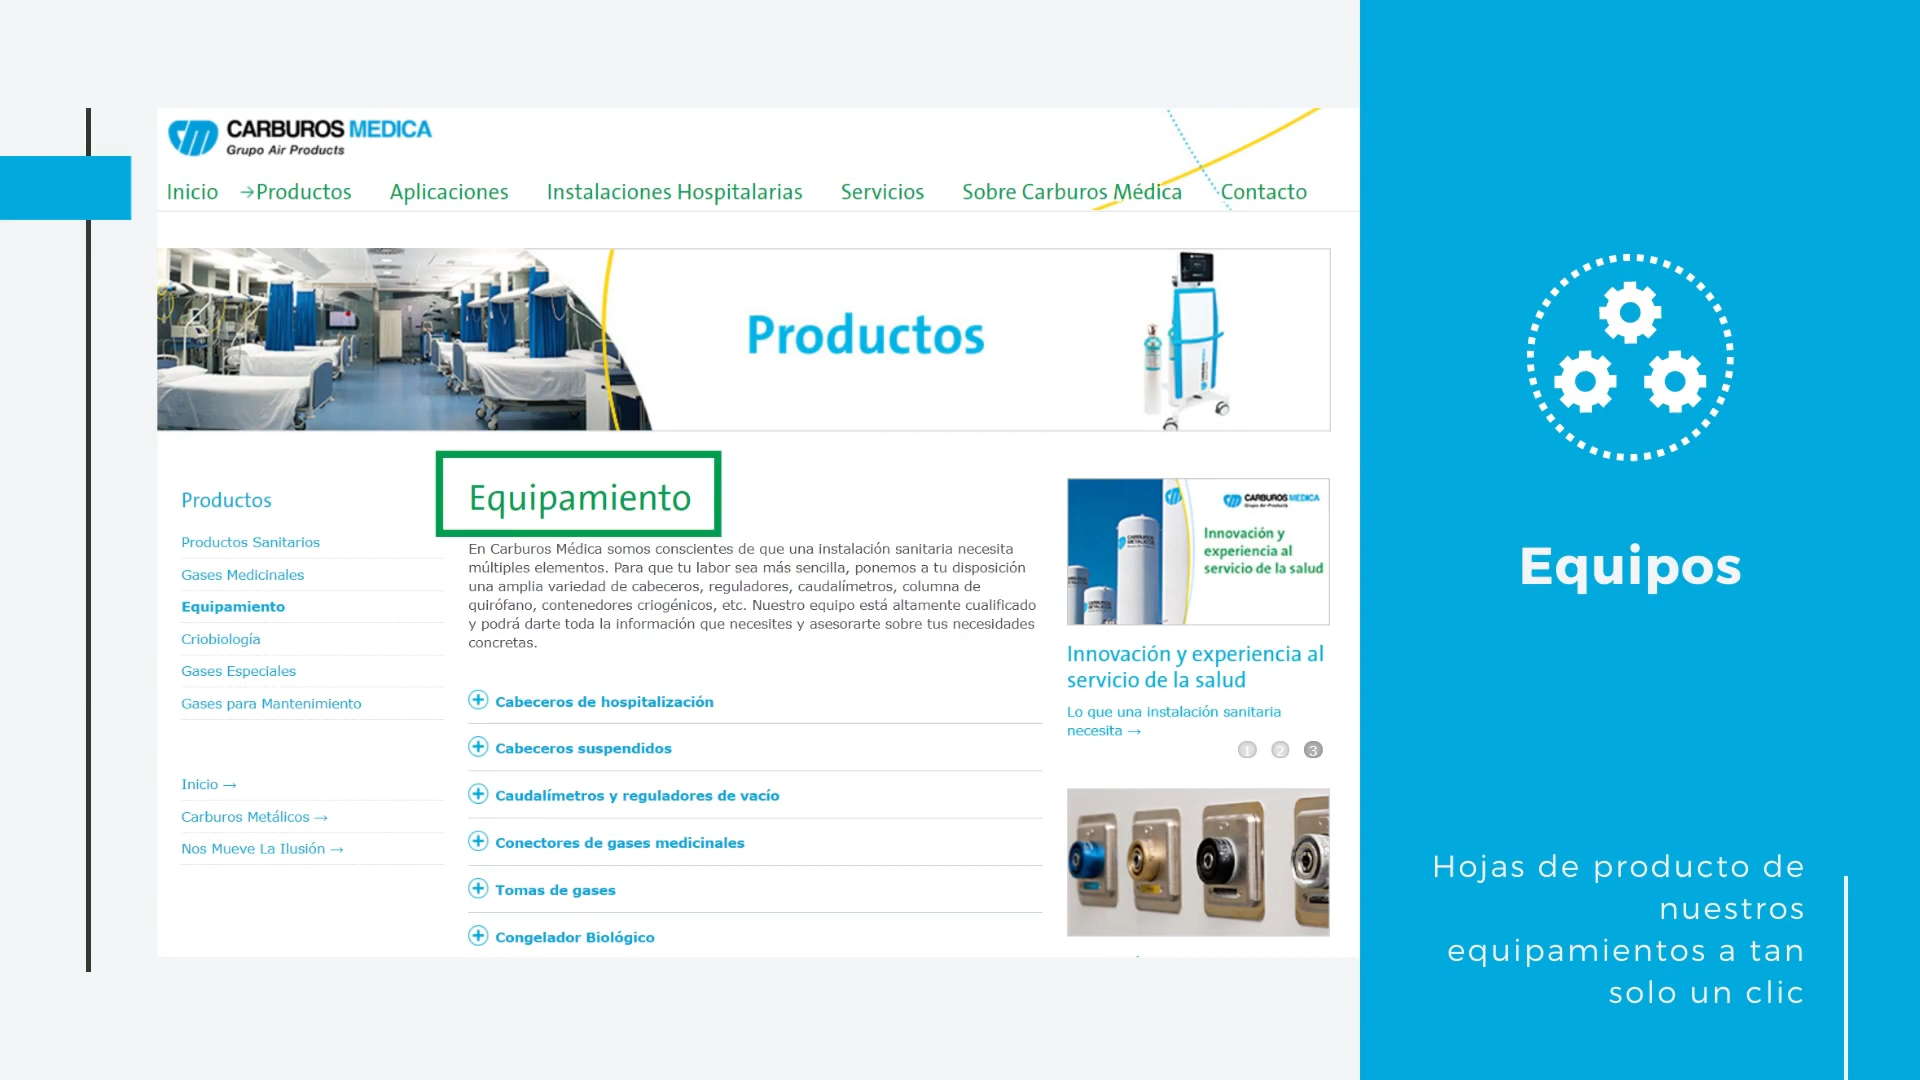 CARBUROS MEDICA
Grupo Air Products
Inicio →Productos Aplicaciones Instalaciones Hospitalarias Servicios Sobre Carburos Médica Contacto
Productos
Productos
Productos Sanitarios
Gases Medicinales
Equipamiento
Criobiología
Gases Especiales
Gases para Mantenimiento
Inicio →
Carburos Metálicos →
Nos Mueve La Ilusión →
Equipamiento
En Carburos Médica somos conscientes de que una instalación sanitaria necesita
múltiples elementos. Para que tu labor sea más sencilla, ponemos a tu disposición
una amplia variedad de cabeceros, reguladores, caudalímetros, columna de
quirófano, contenedores criogénicos, etc. Nuestro equipo está altamente cualificado
y podrá darte toda la información que necesites y asesorarte sobre tus necesidades
concretas.
Cabeceros de hospitalización
Cabeceros suspendidos
Caudalímetros y reguladores de vacío
Conectores de gases medicinales
Tomas de gases
Congelador Biológico
CARBUROS MEDICA
Grupo Air Products
Innovación y
experiencia al
servicio de la salud
Innovación y experiencia al
servicio de la salud
Lo que una instalación sanitaria
necesita →
1 2 3
Equipos
Hojas de producto de
nuestros
equipamientos a tan
solo un clic